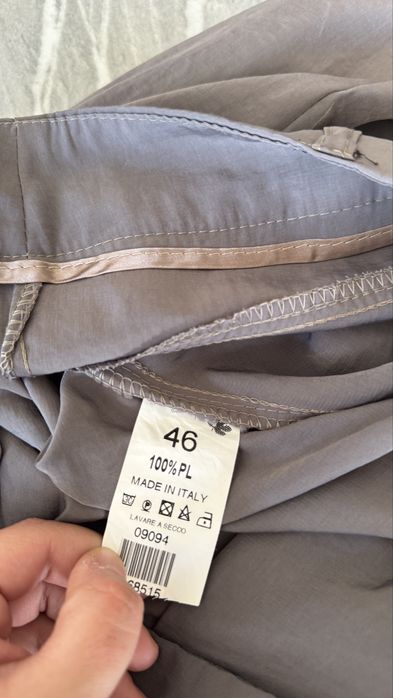 46
100%PL
MADE IN ITALY
LAVARE A SECCO
09094
68515